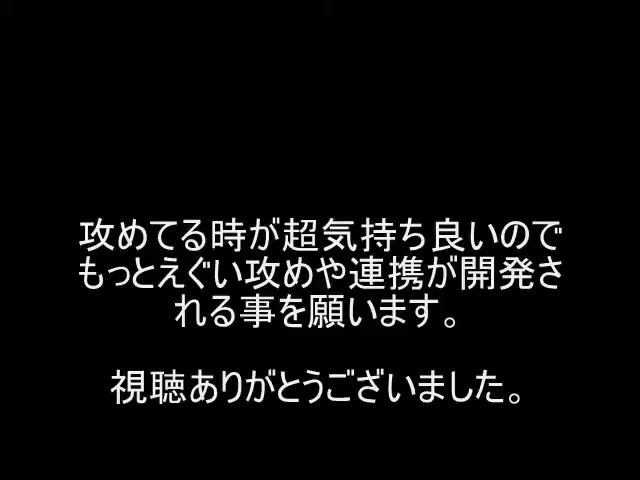 攻めてる時が超気持ち良いので
もっとえぐい攻めや連携が開発さ
れる事を願います。
視聴ありがとうございました。